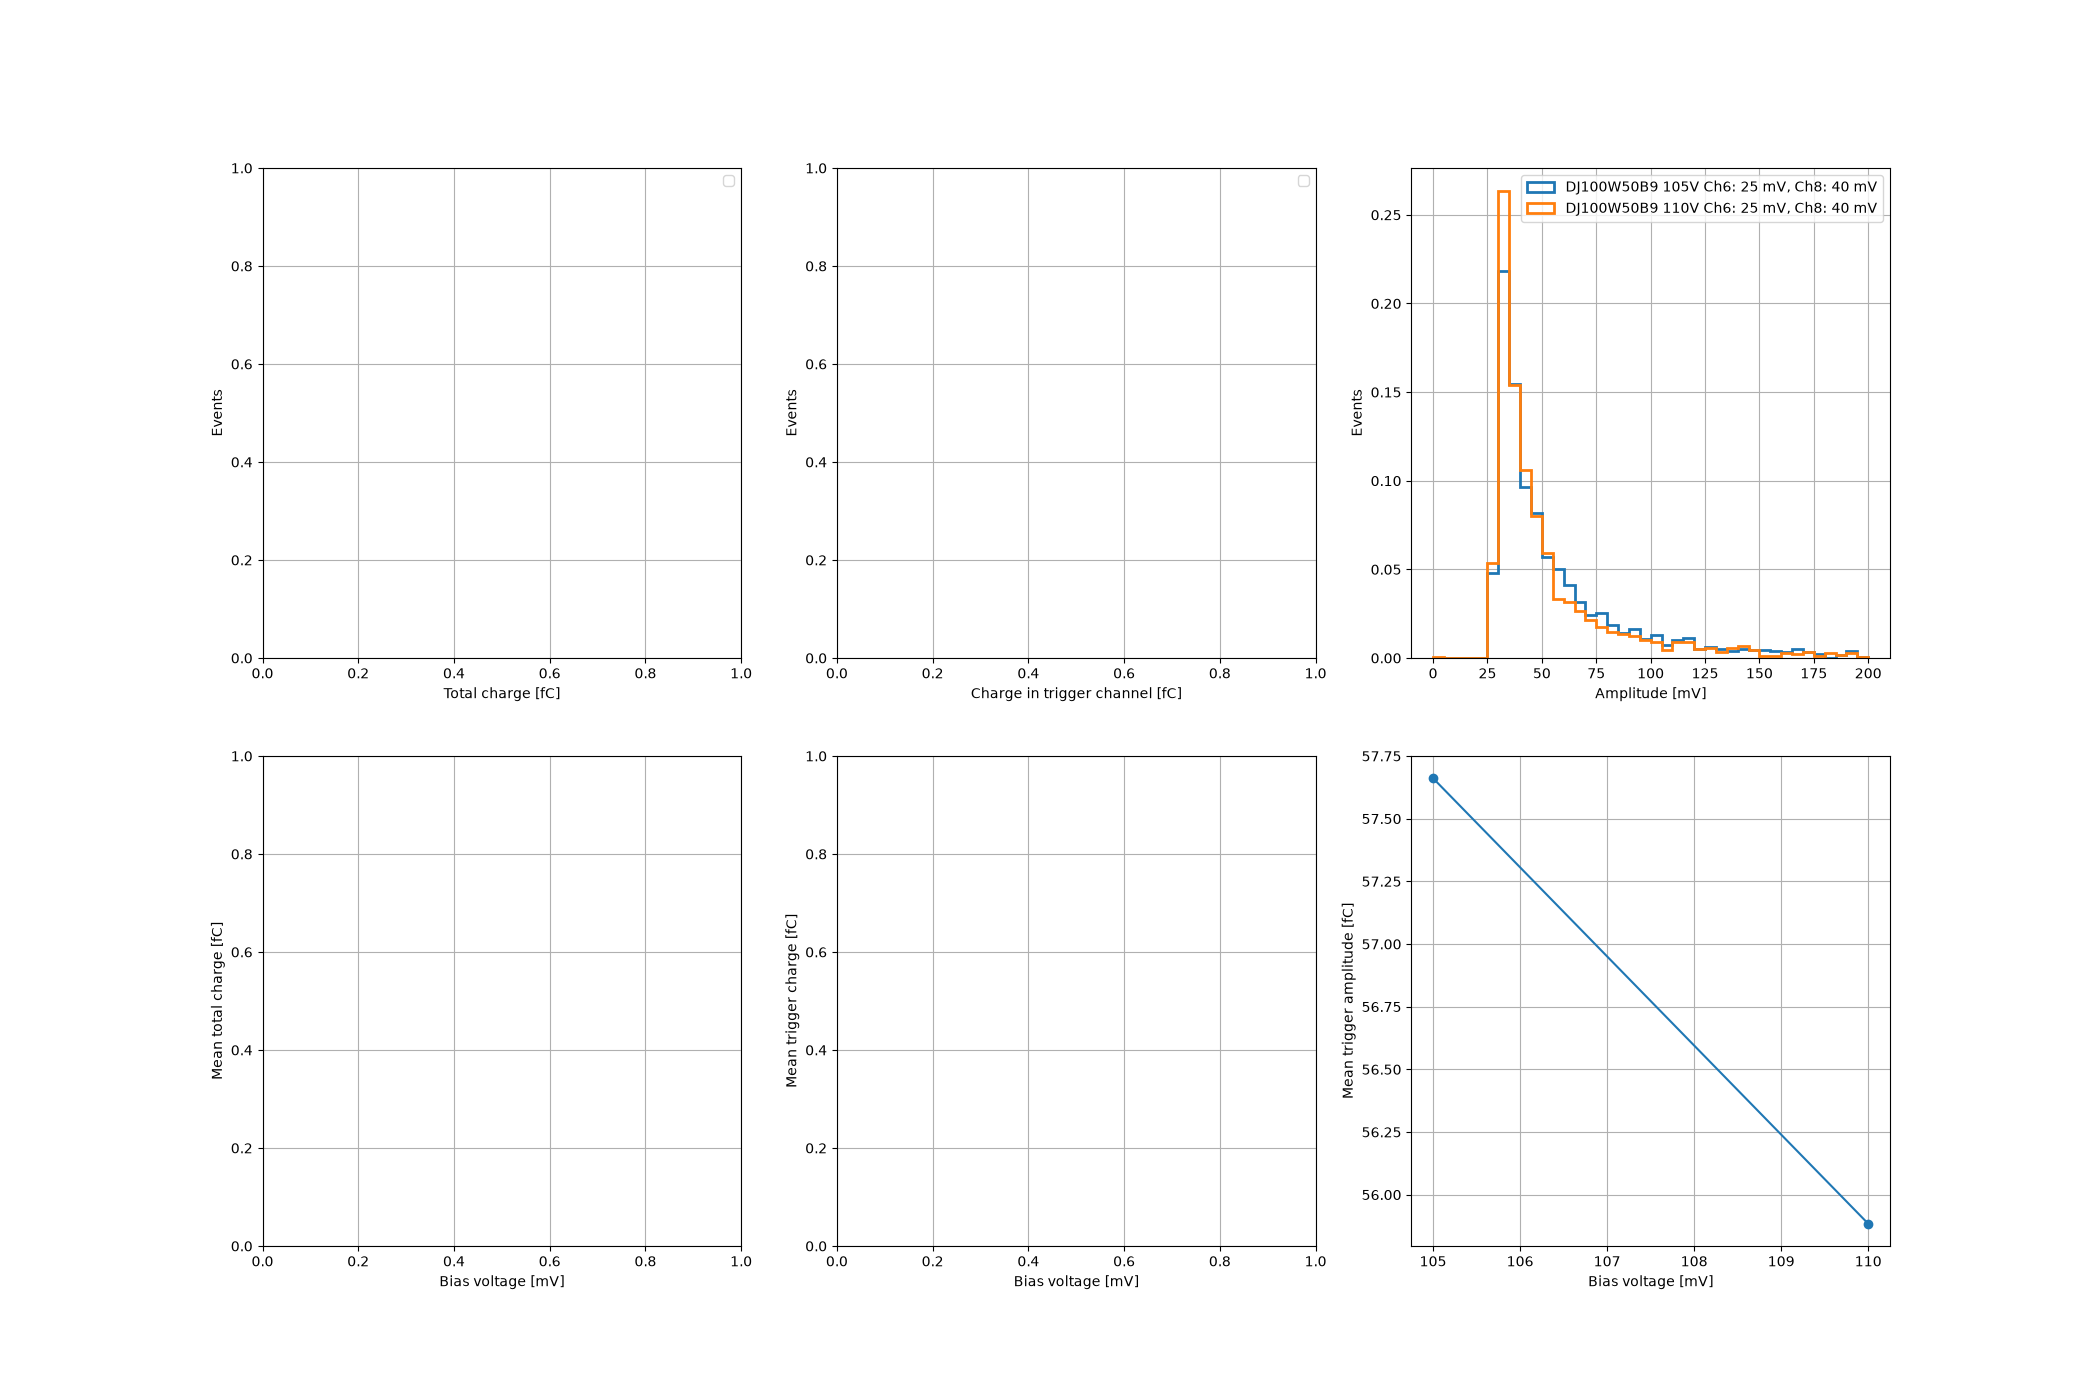 1.0
0.8
0.6
0.4
0.2
0.0
Events
0.0 0.2 0.4 0.6 0.8 1.0
Total charge [fC]
1.0
0.8
0.6
0.4
0.2
0.0
Events
0.0 0.2 0.4 0.6 0.8 1.0
Charge in trigger channel [fC]
DJ100W50B9 105V Ch6: 25 mV, Ch8: 40 mV
DJ100W50B9 110V Ch6: 25 mV, Ch8: 40 mV
0.25
0.20
0.15
0.10
0.05
0.00
Events
0 25 50 75 100 125 150 175 200
Amplitude [mV]
1.0
0.8
0.6
0.4
0.2
0.0
Mean total charge [fC]
0.0 0.2 0.4 0.6 0.8 1.0
Bias voltage [mV]
1.0
0.8
0.6
0.4
0.2
0.0
Mean trigger charge [fC]
0.0 0.2 0.4 0.6 0.8 1.0
Bias voltage [mV]
57.75
57.50
57.25
57.00
56.75
56.50
56.25
56.00
Mean trigger amplitude [fC]
105 106 107 108 109 110
Bias voltage [mV]